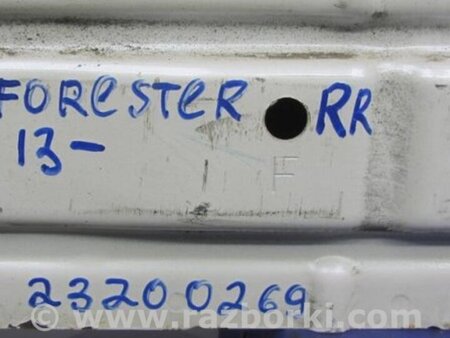 FORESTER RR
13-
F
23200269
www.razborki.com